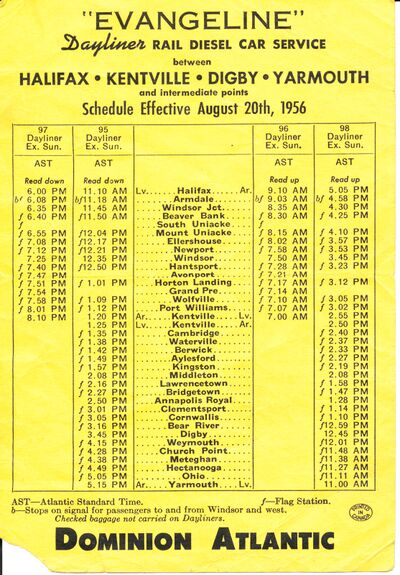 "EVANGELINE"
Dayliner RAIL DIESEL CAR SERVICE
between
HALIFAX • KENTVILLE • DIGBY • YARMOUTH
and intermediate points
Schedule Effective August 20th, 1956
97 95 96 98
Dayliner Dayliner Dayliner Dayliner
Ex. Sun. Ex. Sun. Ex. Sun. Ex. Sun.
AST AST AST AST
Read down Read down Read up Read up
6.00 PM 11.10 AM Lv. Halifax Ar. 9.10 AM 5.05 PM
bf 6.08 PM bf 11.18 AM Armdale bf 9.03 AM bf 4.58 PM
6.35 PM 11.45 AM Windsor Jct. 8.35 AM 4.30 PM
f 6.40 PM f 11.50 AM Beaver Bank f 8.30 AM f 4.25 PM
f South Uniacke
f 6.55 PM f 12.04 PM Mount Uniacke f 8.15 AM f 4.10 PM
f 7.08 PM f 12.17 PM Ellershouse f 8.02 AM f 3.57 PM
f 7.12 PM f 12.21 PM Newport f 7.58 AM f 3.53 PM
7.25 PM 12.35 PM Windsor 7.50 AM 3.45 PM
f 7.40 PM f 12.50 PM Hantsport f 7.28 AM f 3.23 PM
f 7.47 PM Avonport f 7.21 AM
f 7.51 PM f 1.01 PM Horton Landing f 7.17 AM f 3.12 PM
f 7.54 PM Grand Pre f 7.14 AM
f 7.58 PM f 1.09 PM Wolfville f 7.10 AM f 3.05 PM
f 8.01 PM f 1.12 PM Port Williams f 7.07 AM f 3.02 PM
8.10 PM 1.20 PM Ar. Kentville Lv. 7.00 AM 2.55 PM
1.25 PM Lv. Kentville Ar. 2.50 PM
f 1.35 PM Cambridge f 2.40 PM
f 1.38 PM Waterville f 2.37 PM
f 1.42 PM Berwick f 2.33 PM
f 1.49 PM Aylesford f 2.27 PM
f 1.57 PM Kingston f 2.19 PM
2.08 PM Middleton 2.08 PM
f 2.16 PM Lawrencetown f 1.58 PM
f 2.27 PM Bridgetown f 1.47 PM
2.50 PM Annapolis Royal 1.28 PM
f 3.01 PM Clementsport f 1.14 PM
f 3.05 PM Cornwallis f 1.10 PM
f 3.16 PM Bear River f 12.59 PM
3.45 PM Digby 12.45 PM
f 4.15 PM Weymouth f 12.01 PM
f 4.28 PM Church Point f 11.48 AM
f 4.38 PM Meteghan f 11.38 AM
f 4.49 PM Hectanooga f 11.27 AM
f 5.05 PM Ohio f 11.11 AM
5.15 PM Ar. Yarmouth Lv. 11.00 AM
AST—Atlantic Standard Time. f—Flag Station.
b—Stops on signal for passengers to and from Windsor and west.
Checked baggage not carried on Dayliners.
PRINTED IN CANADA
DOMINION ATLANTIC